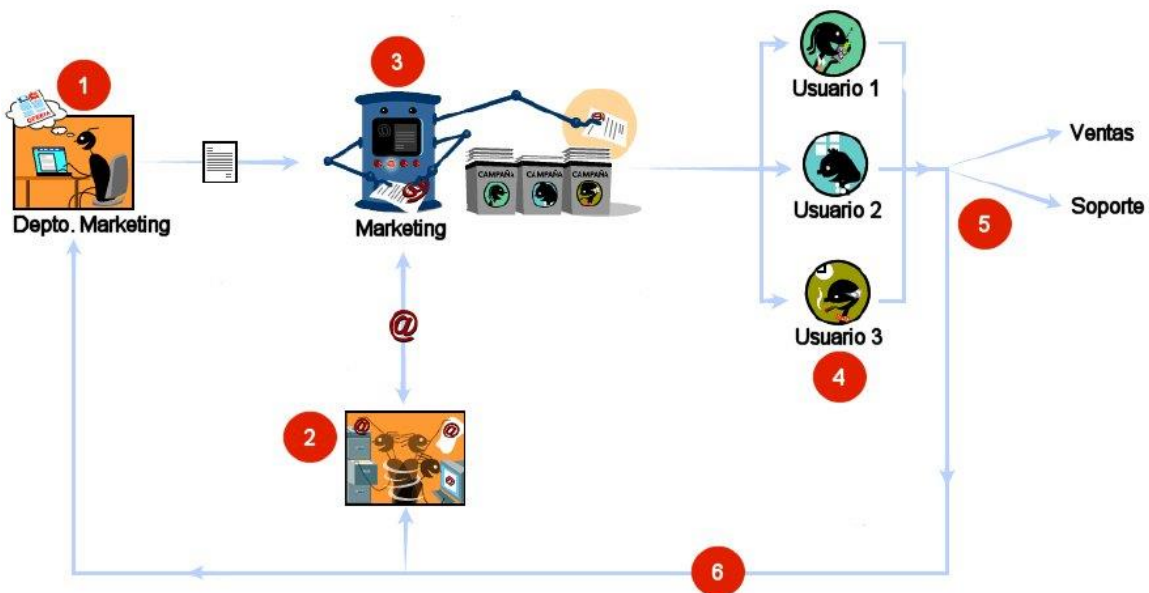 1
OFERTA
Depto. Marketing
3
@
@
@
Marketing
CAMPAÑA
CAMPAÑA
CAMPAÑA
@
2
@
@
@
Usuario 1
Usuario 2
Usuario 3
4
Ventas
Soporte
5
6